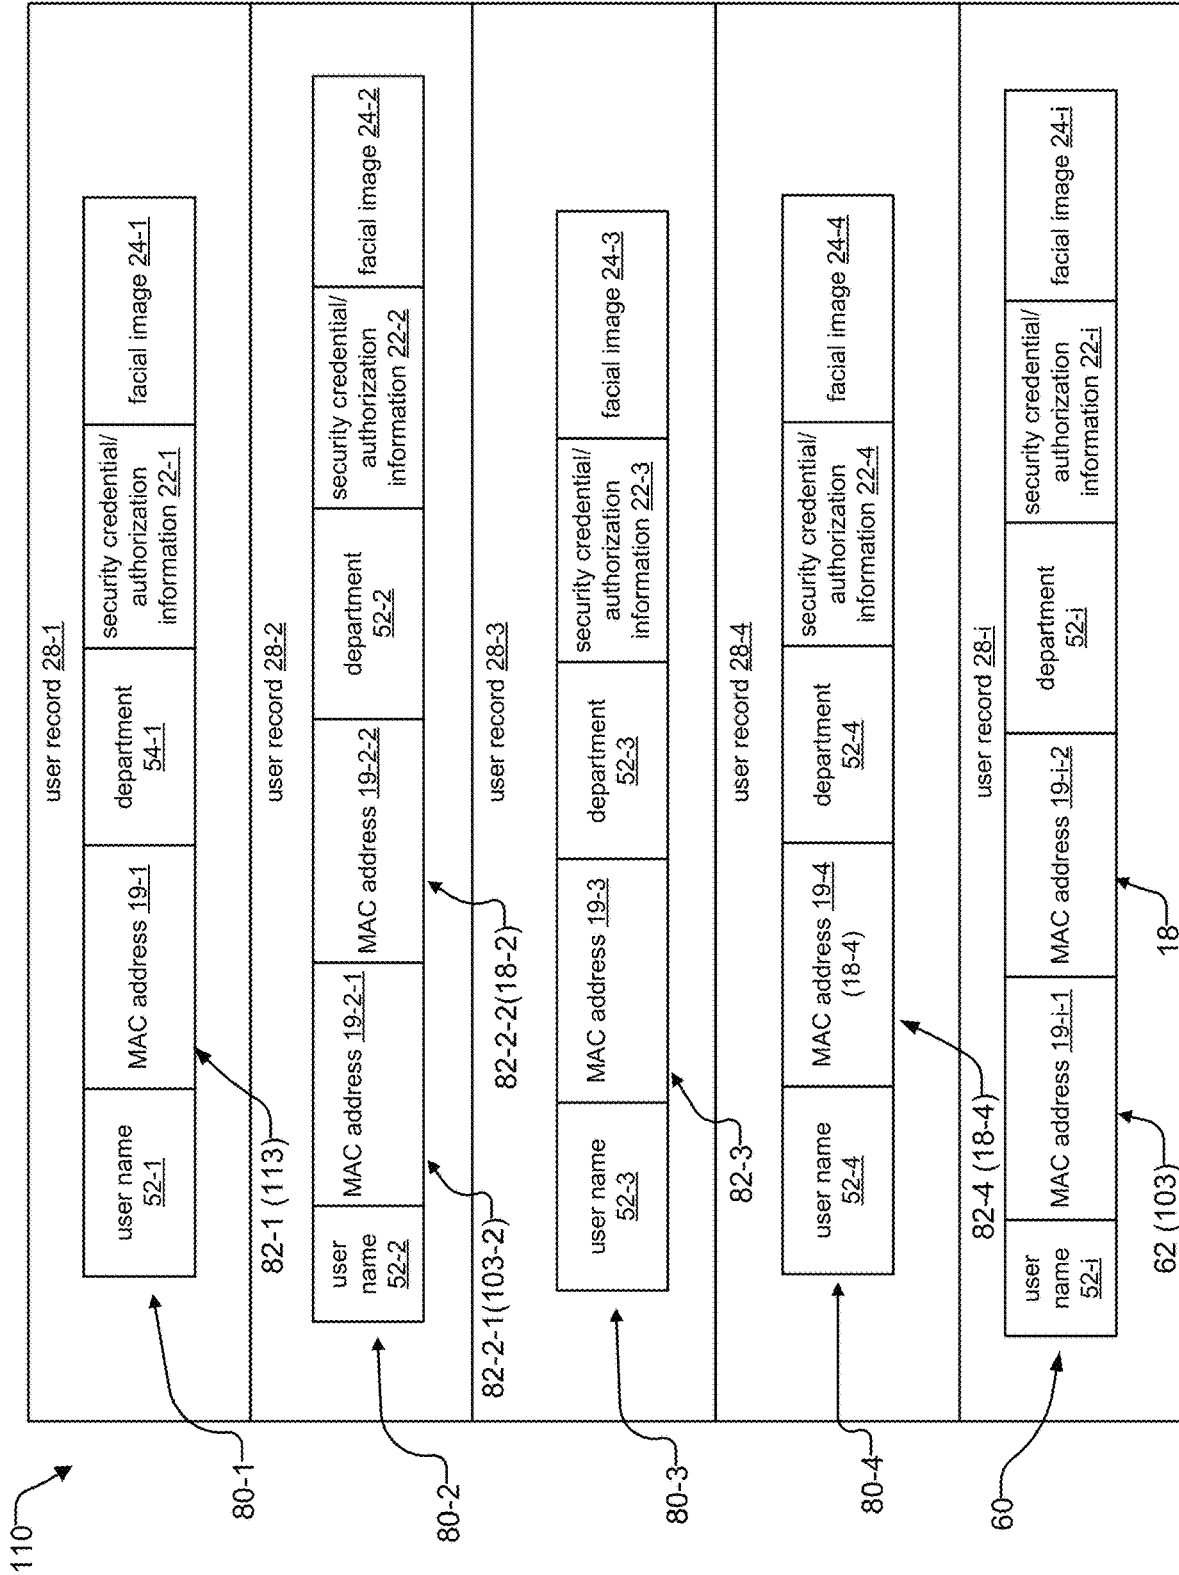 110
user record 28-1
user name
52-1
MAC address 19-1
department
54-1
security credential/
authorization
information 22-1
facial image 24-1
80-1
82-1 (113)
user record 28-2
user
name
52-2
MAC address 19-2-1
MAC address 19-2-2
department
52-2
security credential/
authorization
information 22-2
facial image 24-2
80-2
82-2-1(103-2)
82-2-2(18-2)
user record 28-3
user name
52-3
MAC address 19-3
department
52-3
security credential/
authorization
information 22-3
facial image 24-3
80-3
82-3
user record 28-4
user name
52-4
MAC address 19-4
(18-4)
department
52-4
security credential/
authorization
information 22-4
facial image 24-4
80-4
82-4 (18-4)
user record 28-i
user
name
52-i
MAC address 19-i-1
MAC address 19-i-2
department
52-i
security credential/
authorization
information 22-i
facial image 24-i
60
62 (103)
18